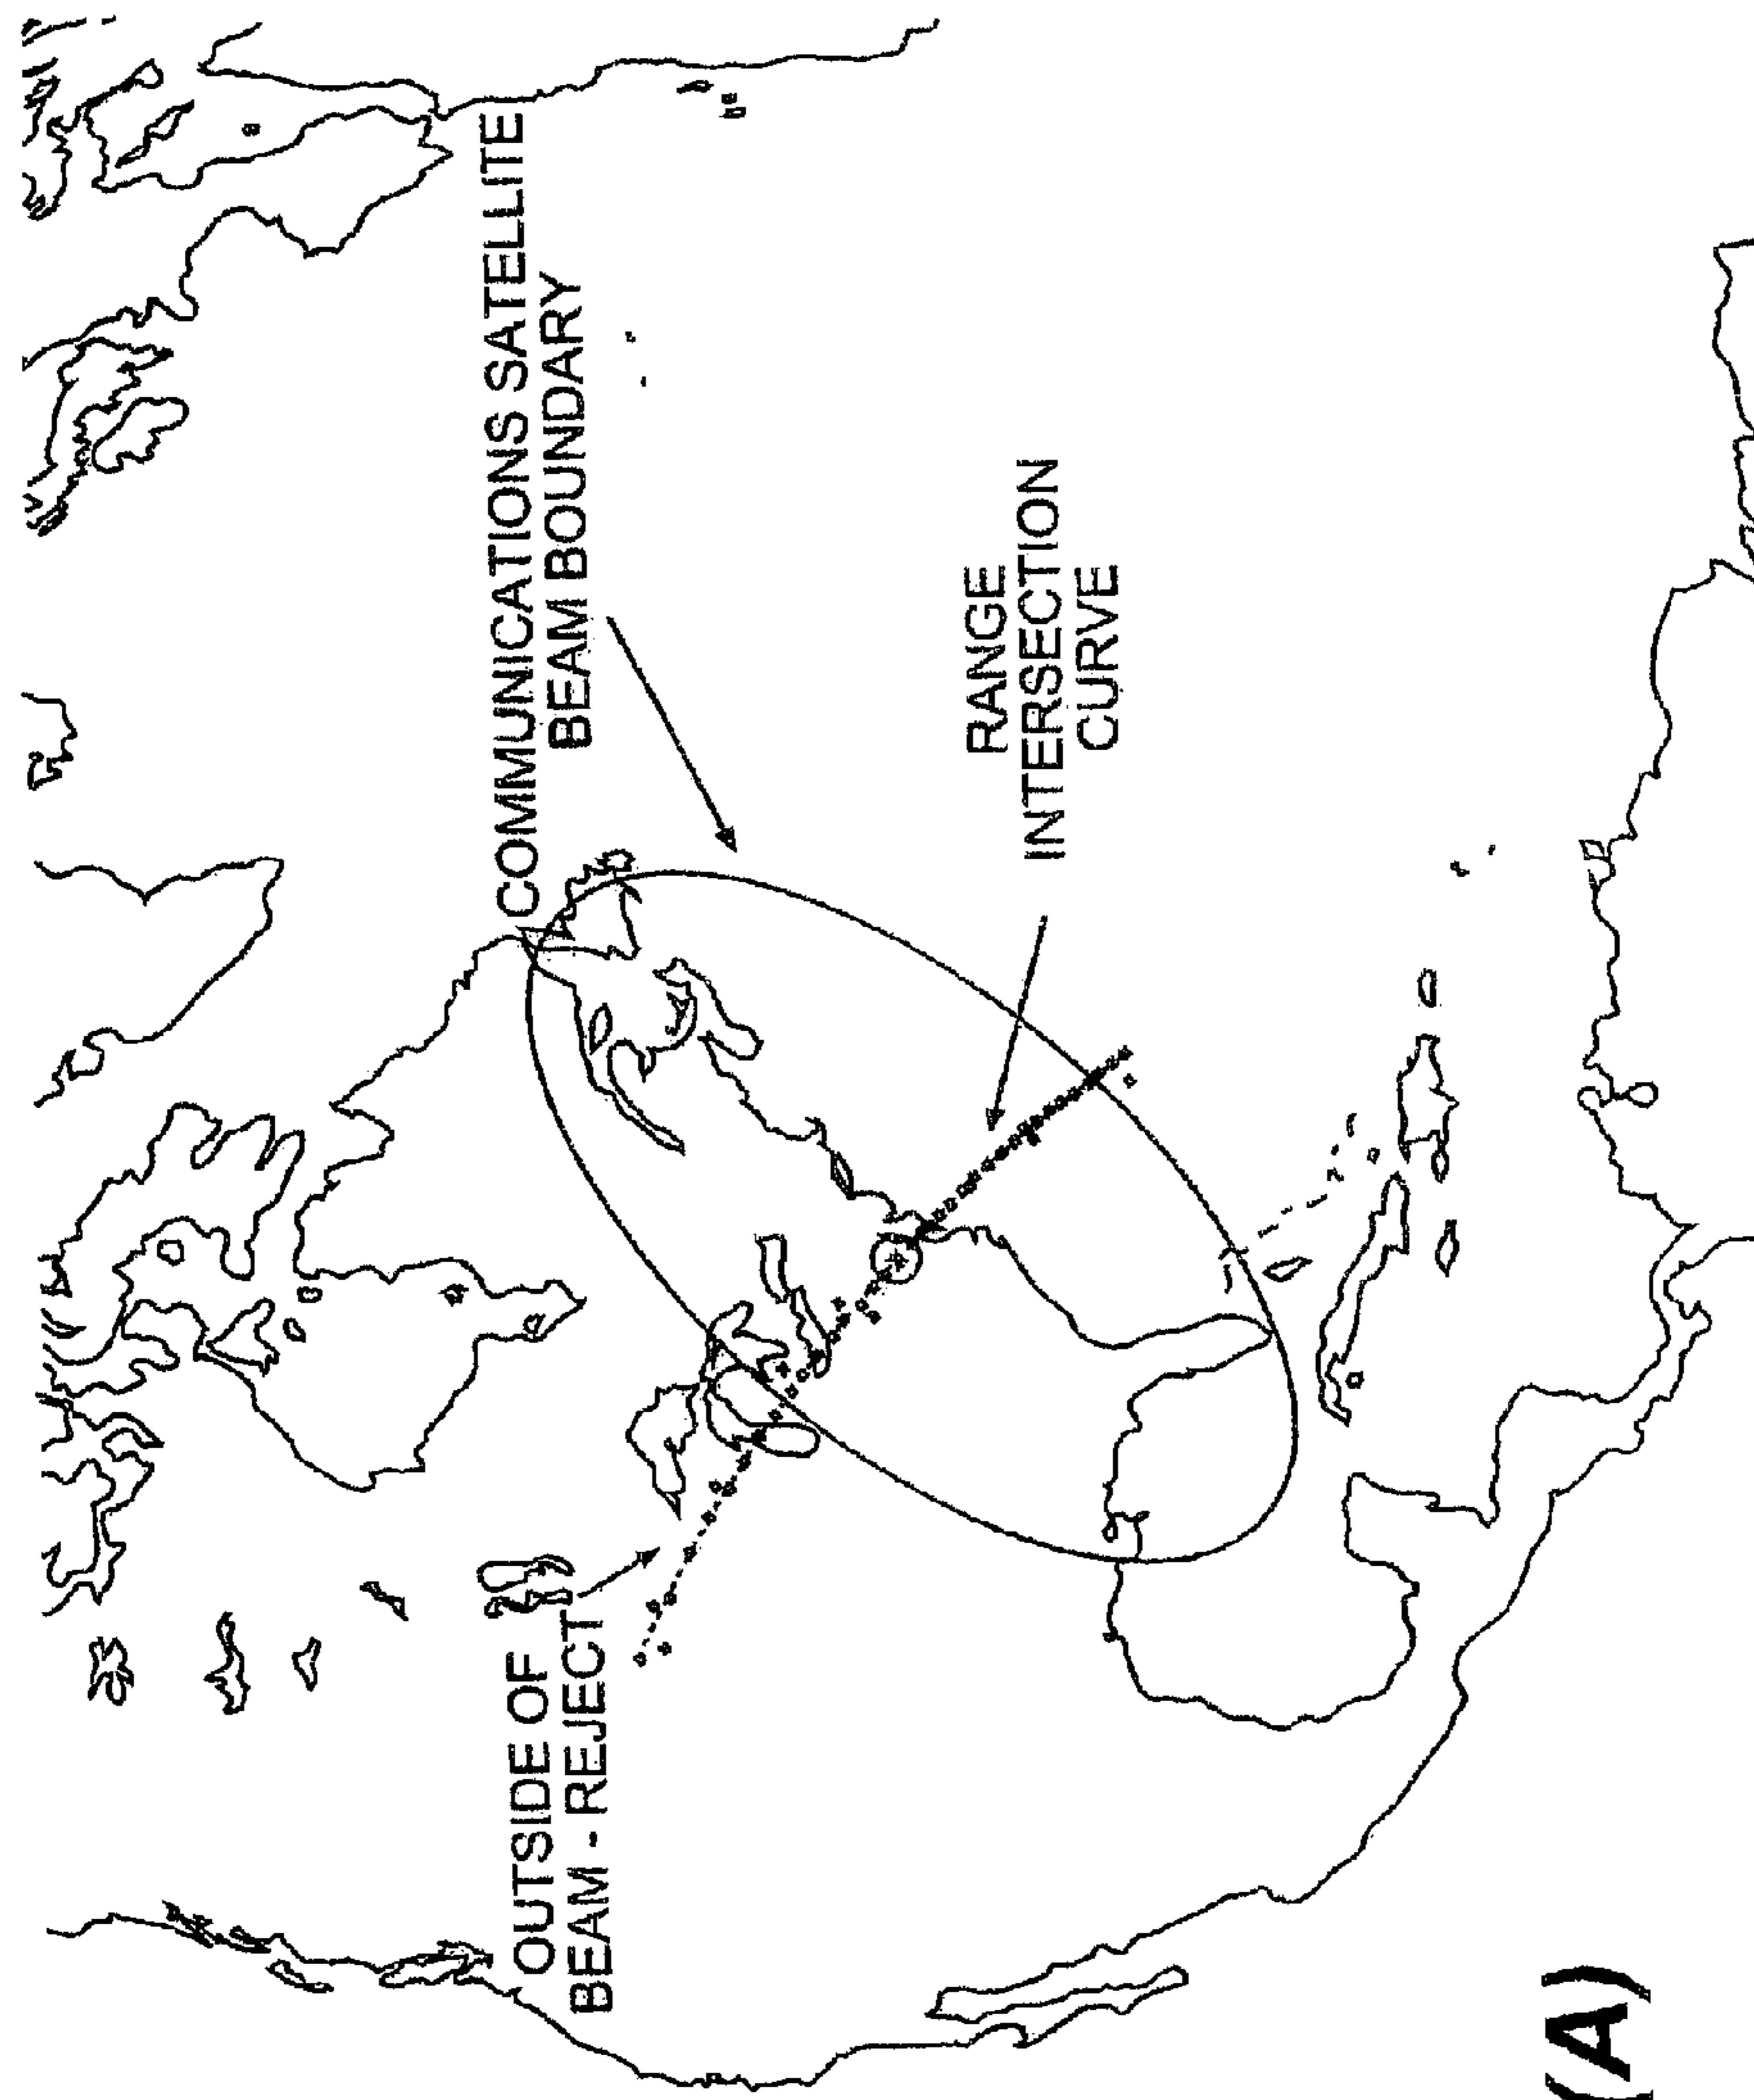 COMMUNICATIONS SATELLITE
BEAM BOUNDARY
RANGE
INTERSECTION
CURVE
OUTSIDE OF
BEAM - REJECT
(A)